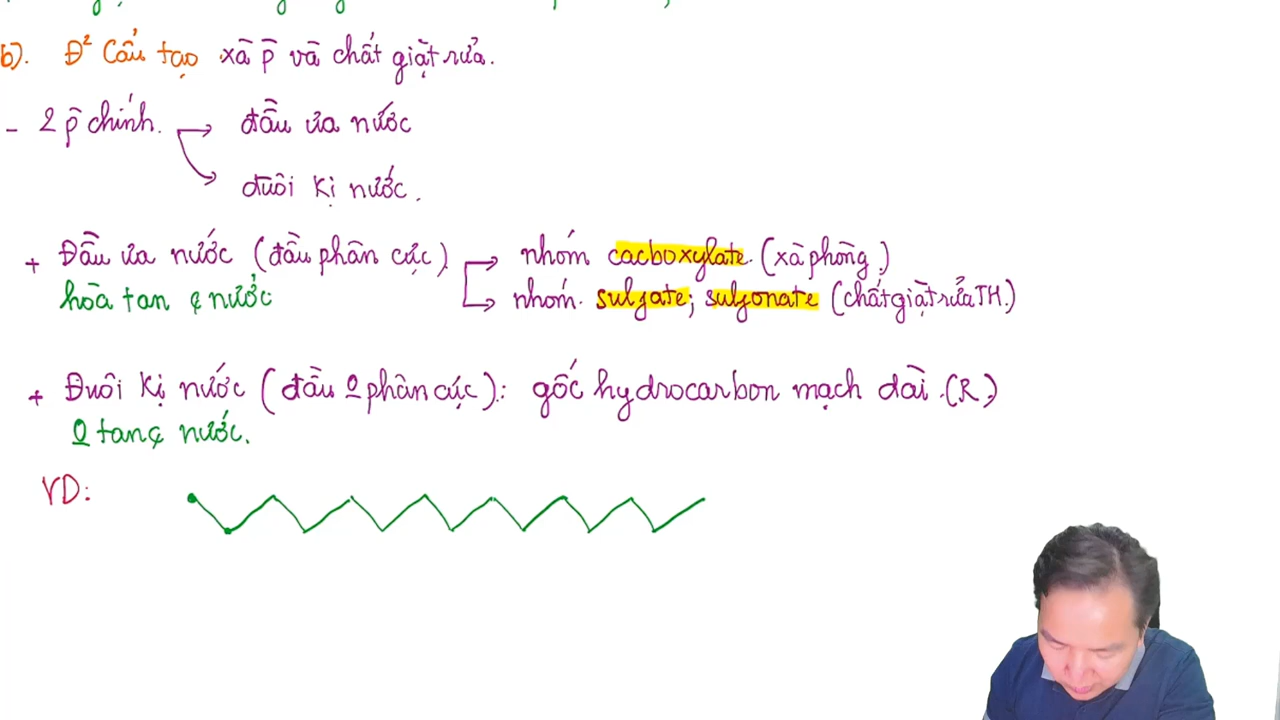 b). Đ² Cấu tạo xà p̄ và chất giặt rửa.
- 2 p̄ chính. đầu ưa nước
đuôi kị nước.
+ Đầu ưa nước (đầu phân cực) nhóm cacboxylate. (xà phòng)
hòa tan nước nhóm. sulfate; sulfonate (chất giặt rửa TH.)
+ Đuôi Kị nước (đầu phân cực): gốc hydrocarbon mạch dài. (R)
tan nước.
VD: